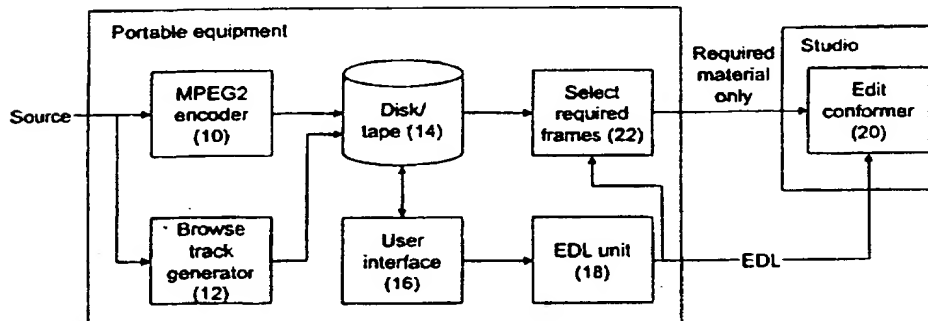 Portable equipment
Studio
Required
material
only
MPEG2
encoder
(10)
Disk/
tape (14)
Select
required
frames (22)
Edit
conformer
(20)
Source
Browse
track
generator
(12)
User
interface
(16)
EDL unit
(18)
EDL